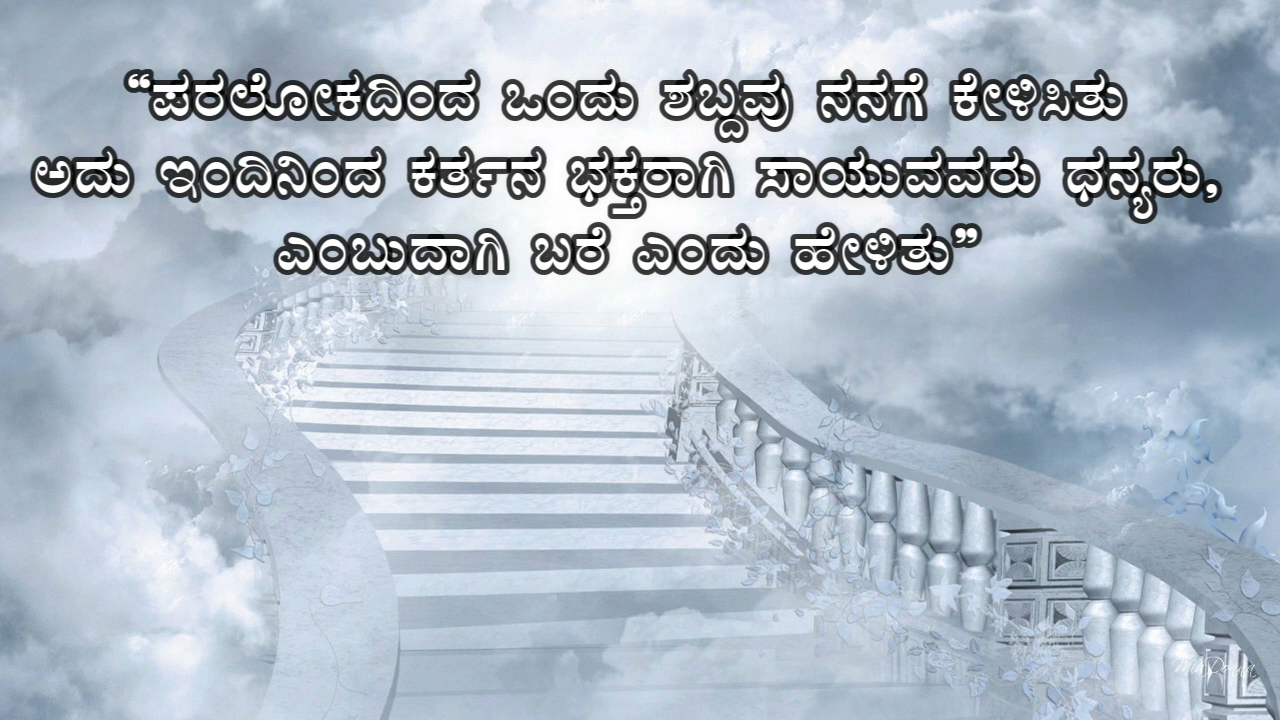 “ಪರಲೋಕದಿಂದ ಒಂದು ಶಬ್ದವು ನನಗೆ ಕೇಳಿಸಿತು
ಅದು ಇಂದಿನಿಂದ ಕರ್ತನ ಭಕ್ತರಾಗಿ ಸಾಯುವವರು ಧನ್ಯರು,
ಎಂಬುದಾಗಿ ಬರೆ ಎಂದು ಹೇಳಿತು”